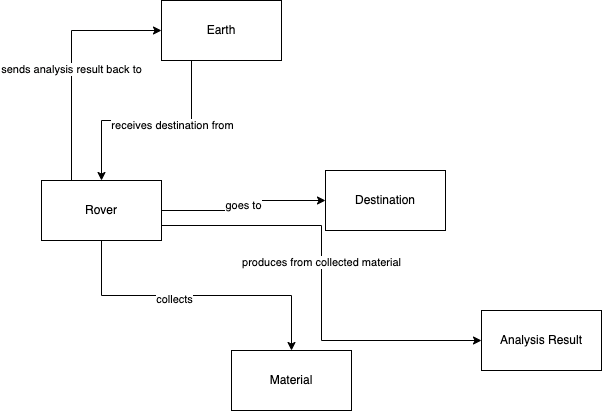 Earth
sends analysis result back to
receives destination from
Rover
goes to
Destination
produces from collected material
collects
Analysis Result
Material